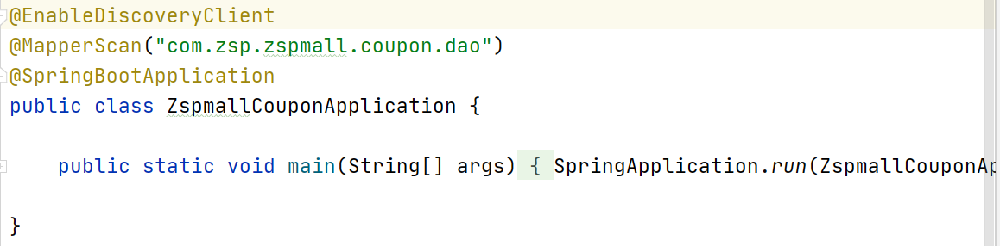 @EnableDiscoveryClient
@MapperScan("com.zsp.zspmall.coupon.dao")
@SpringBootApplication
public class ZspmallCouponApplication {
public static void main(String[] args) { SpringApplication.run(ZspmallCouponAp
}